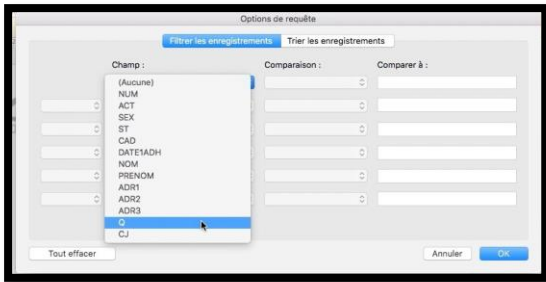 Options de requête
Filtrer les enregistrements Trier les enregistrements
Champ : Comparaison : Comparer à :
(Aucune)
NUM
ACT
SEX
ST
CAD
DATE1ADH
NOM
PRENOM
ADR1
ADR2
ADR3
Q
CJ
Tout effacer Annuler OK